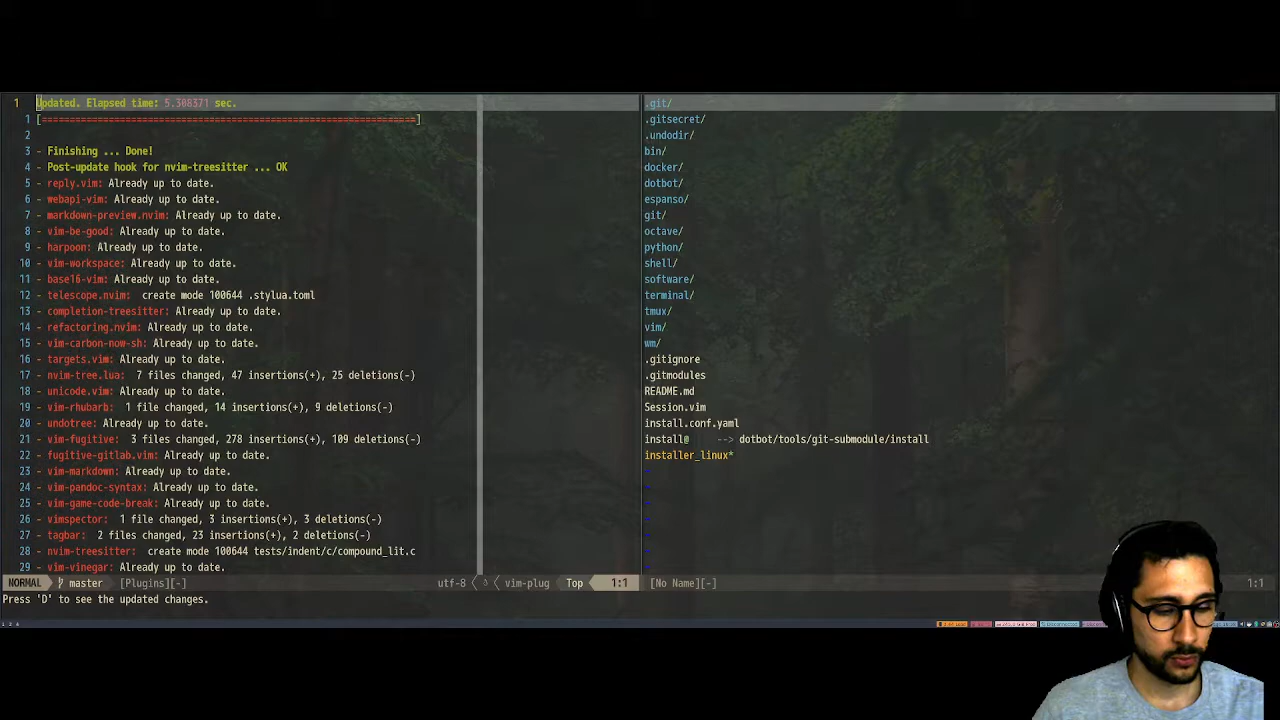 1 Updated. Elapsed time: 5.308371 sec.
1 [====================================================================]
2
3 - Finishing ... Done!
4 - Post-update hook for nvim-treesitter ... OK
5 - reply.vim: Already up to date.
6 - webapi-vim: Already up to date.
7 - markdown-preview.nvim: Already up to date.
8 - vim-be-good: Already up to date.
9 - harpoon: Already up to date.
10 - vim-workspace: Already up to date.
11 - base16-vim: Already up to date.
12 - telescope.nvim:  create mode 100644 .stylua.toml
13 - completion-treesitter: Already up to date.
14 - refactoring.nvim: Already up to date.
15 - vim-carbon-now-sh: Already up to date.
16 - targets.vim: Already up to date.
17 - nvim-tree.lua:  7 files changed, 47 insertions(+), 25 deletions(-)
18 - unicode.vim: Already up to date.
19 - vim-rhubarb:  1 file changed, 14 insertions(+), 9 deletions(-)
20 - undotree: Already up to date.
21 - vim-fugitive:  3 files changed, 278 insertions(+), 109 deletions(-)
22 - fugitive-gitlab.vim: Already up to date.
23 - vim-markdown: Already up to date.
24 - vim-pandoc-syntax: Already up to date.
25 - vim-game-code-break: Already up to date.
26 - vimspector:  1 file changed, 3 insertions(+), 3 deletions(-)
27 - tagbar:  2 files changed, 23 insertions(+), 2 deletions(-)
28 - nvim-treesitter:  create mode 100644 tests/indent/c/compound_lit.c
29 - vim-vinegar: Already up to date.
NORMAL master [Plugins][-] utf-8 vim-plug Top 1:1
Press 'D' to see the updated changes.
.git/
.gitsecret/
.undodir/
bin/
docker/
dotbot/
espanso/
git/
octave/
python/
shell/
software/
terminal/
tmux/
vim/
wm/
.gitignore
.gitmodules
README.md
Session.vim
install.conf.yaml
install@ --> dotbot/tools/git-submodule/install
installer_linux*
~
~
~
~
~
~
~
[No Name][-] 1:1